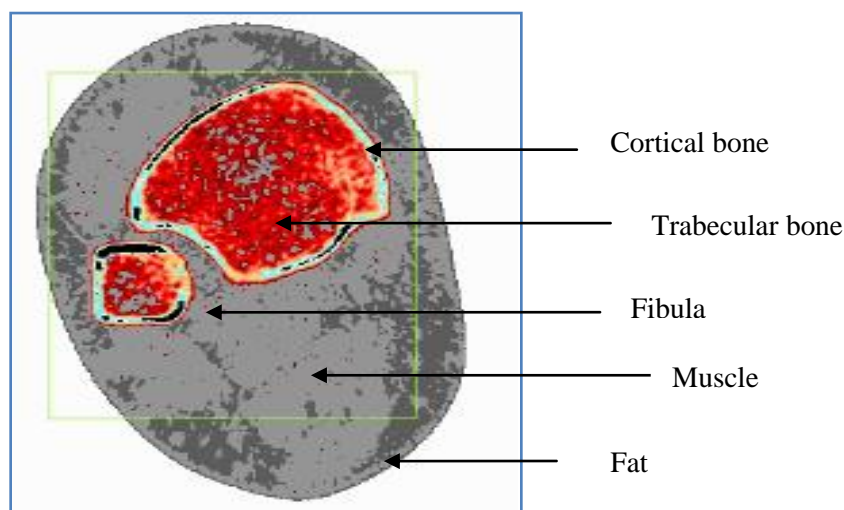 Cortical bone
Trabecular bone
Fibula
Muscle
Fat